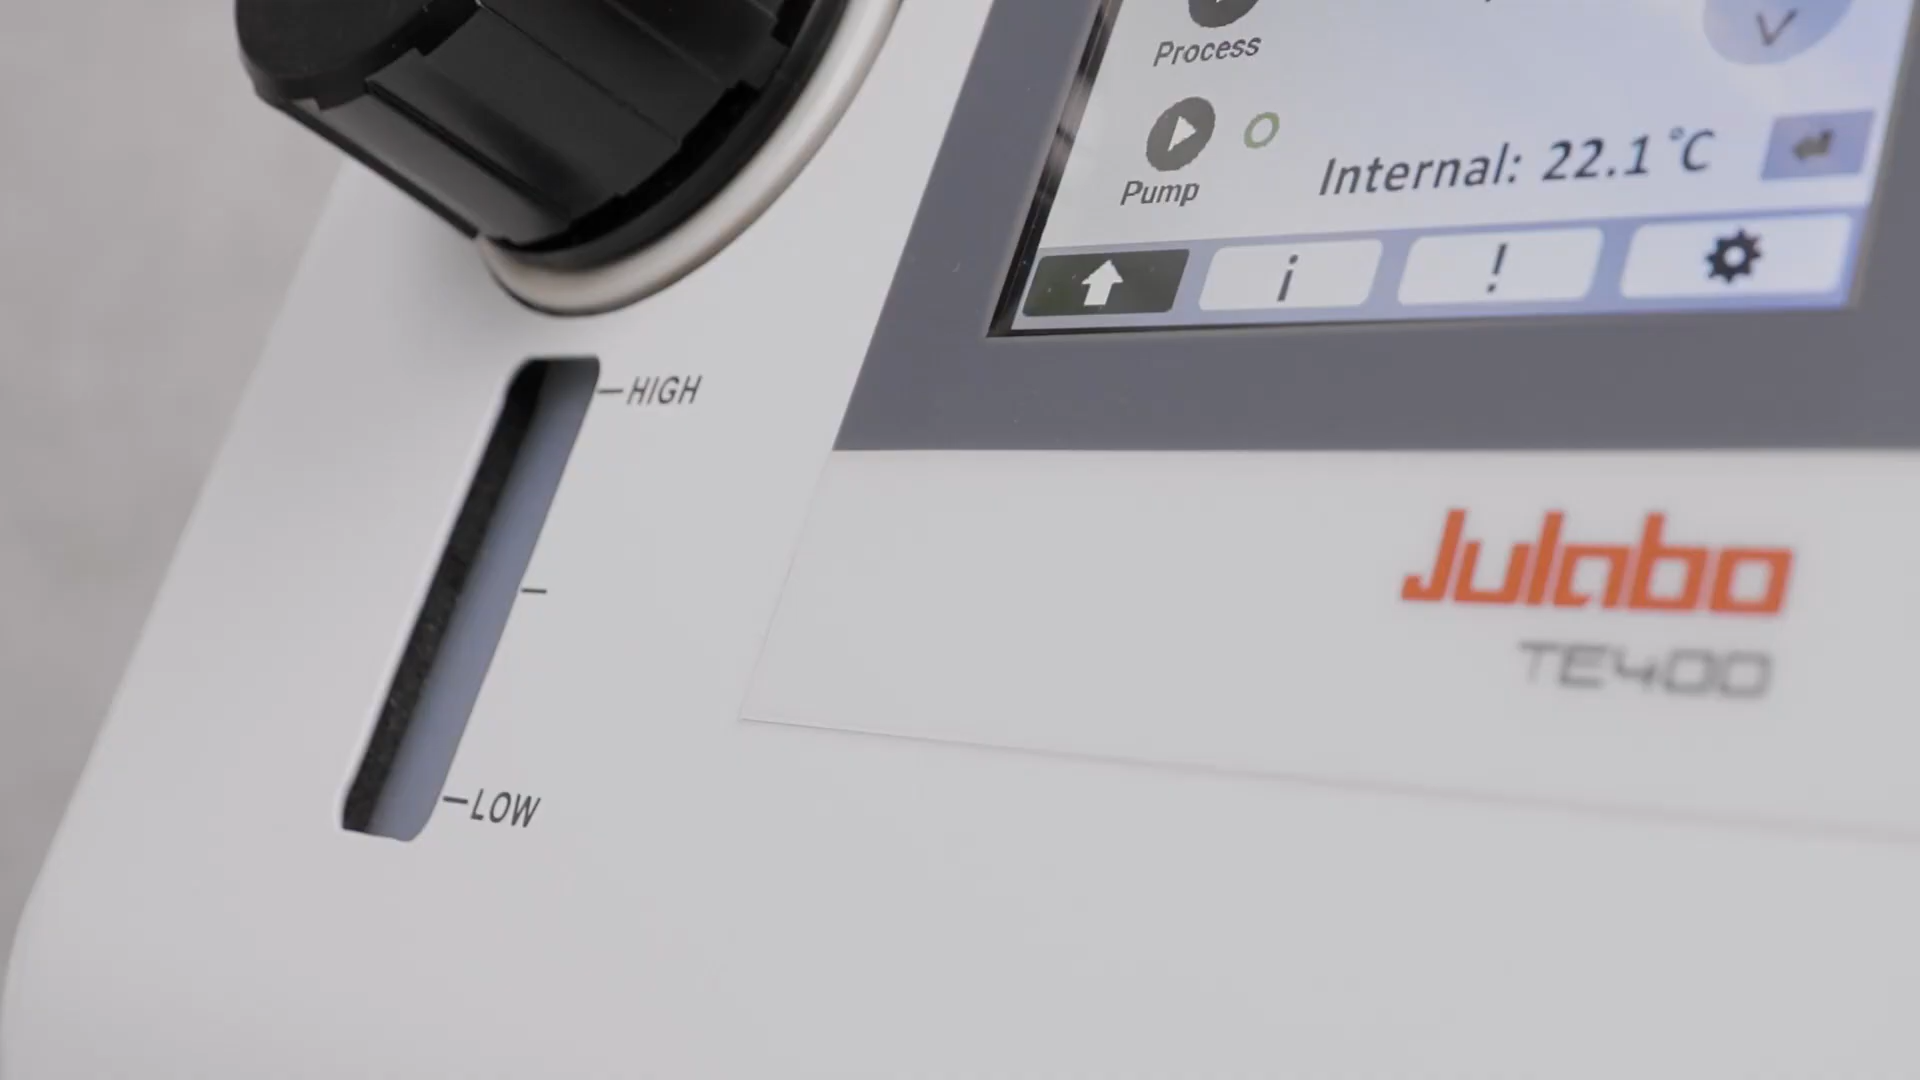 Process
Pump
Internal: 22.1 °C
i
!
HIGH
LOW
Julabo
TE400